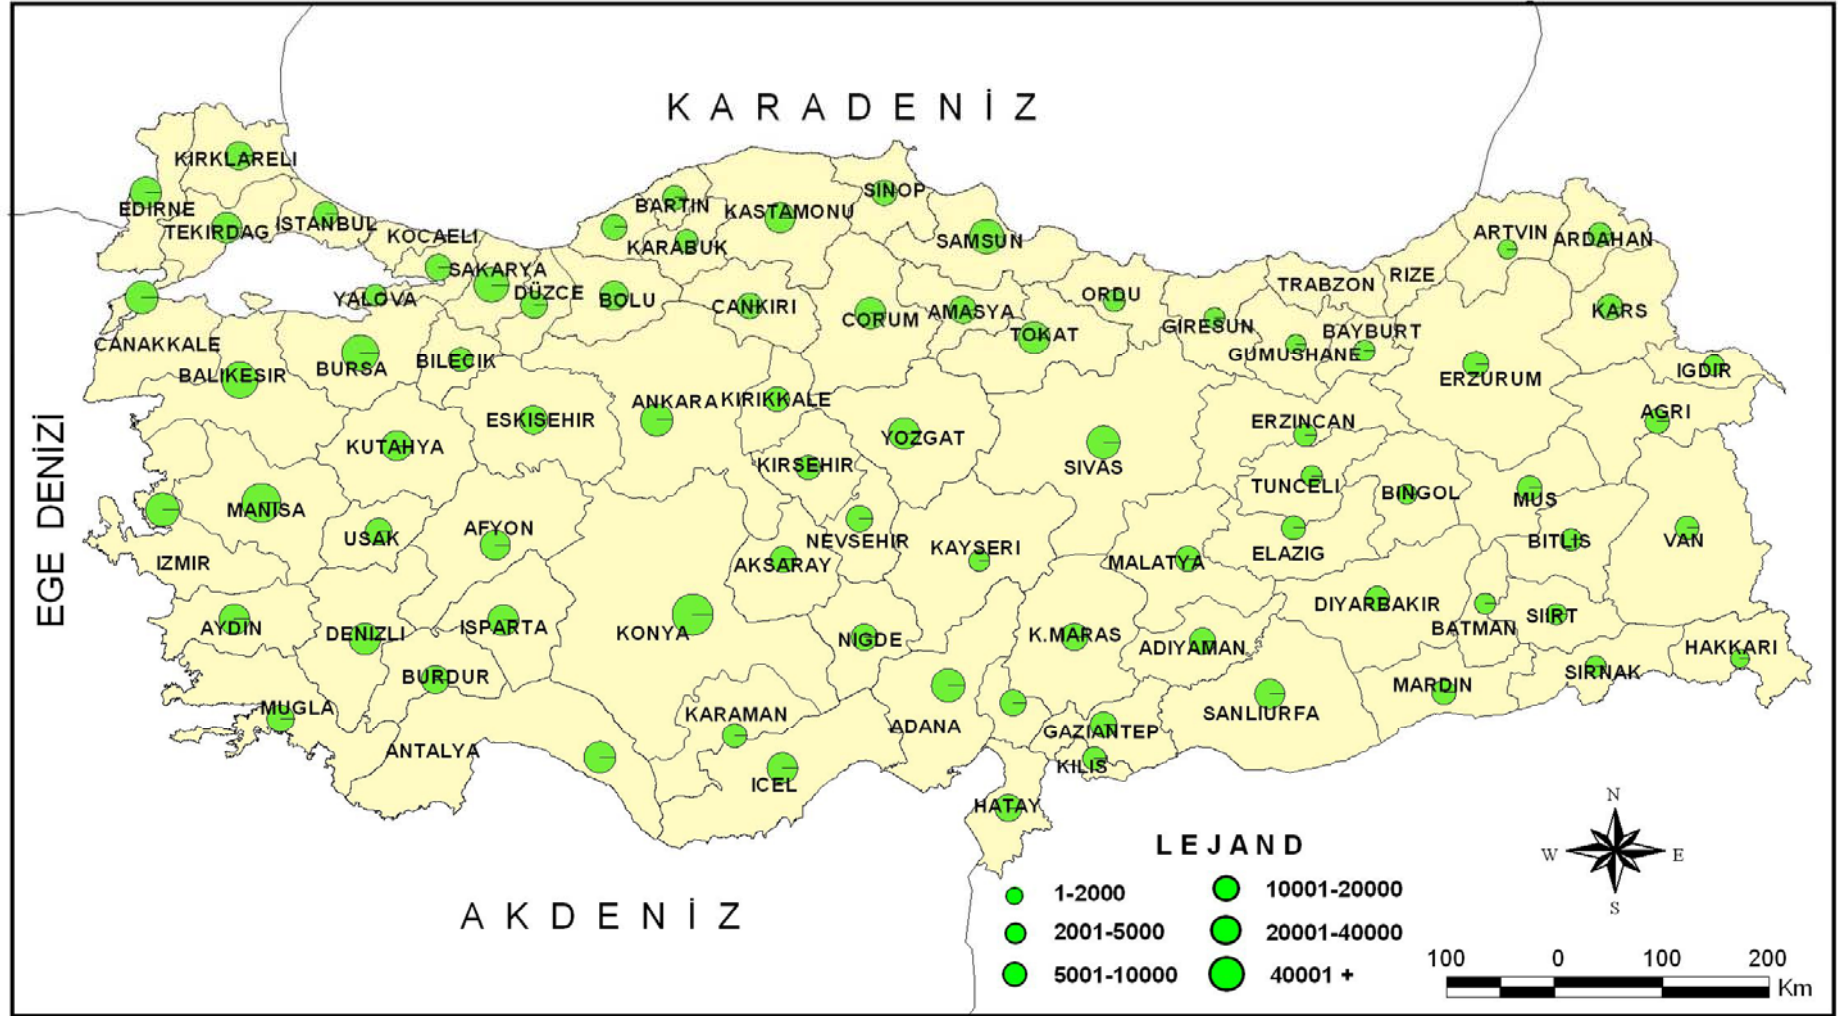 KARADENİZ
KIRKLARELI
EDIRNE
TEKIRDAG
ISTANBUL
KOCAELI
SAKARYA
YALOVA
DÜZCE
BOLU
BARTIN
KARABUK
KASTAMONU
SINOP
SAMSUN
CANKIRI
CORUM
AMASYA
TOKAT
ORDU
GIRESUN
TRABZON
RIZE
ARTVIN
ARDAHAN
KARS
GUMUSHANE
BAYBURT
ERZURUM
IGDIR
AGRI
CANAKKALE
BALIKESIR
BURSA
BILECIK
KUTAHYA
ESKISEHIR
ANKARA
KIRIKKALE
YOZGAT
SIVAS
ERZINCAN
TUNCELI
BINGOL
MUS
BITLIS
VAN
EGE DENİZİ
MANISA
IZMIR
USAK
AFYON
KIRSEHIR
NEVSEHIR
AKSARAY
KAYSERI
MALATYA
ELAZIG
AYDIN
DENIZLI
ISPARTA
BURDUR
KONYA
NIGDE
K.MARAS
ADIYAMAN
DIYARBAKIR
BATMAN
SIIRT
SIRNAK
HAKKARI
MARDIN
SANLIURFA
MUGLA
ANTALYA
KARAMAN
ICEL
ADANA
GAZIANTEP
KILIS
HATAY
AKDENİZ
LEJAND
1-2000
2001-5000
5001-10000
10001-20000
20001-40000
40001 +
N
W E
S
100 0 100 200
Km